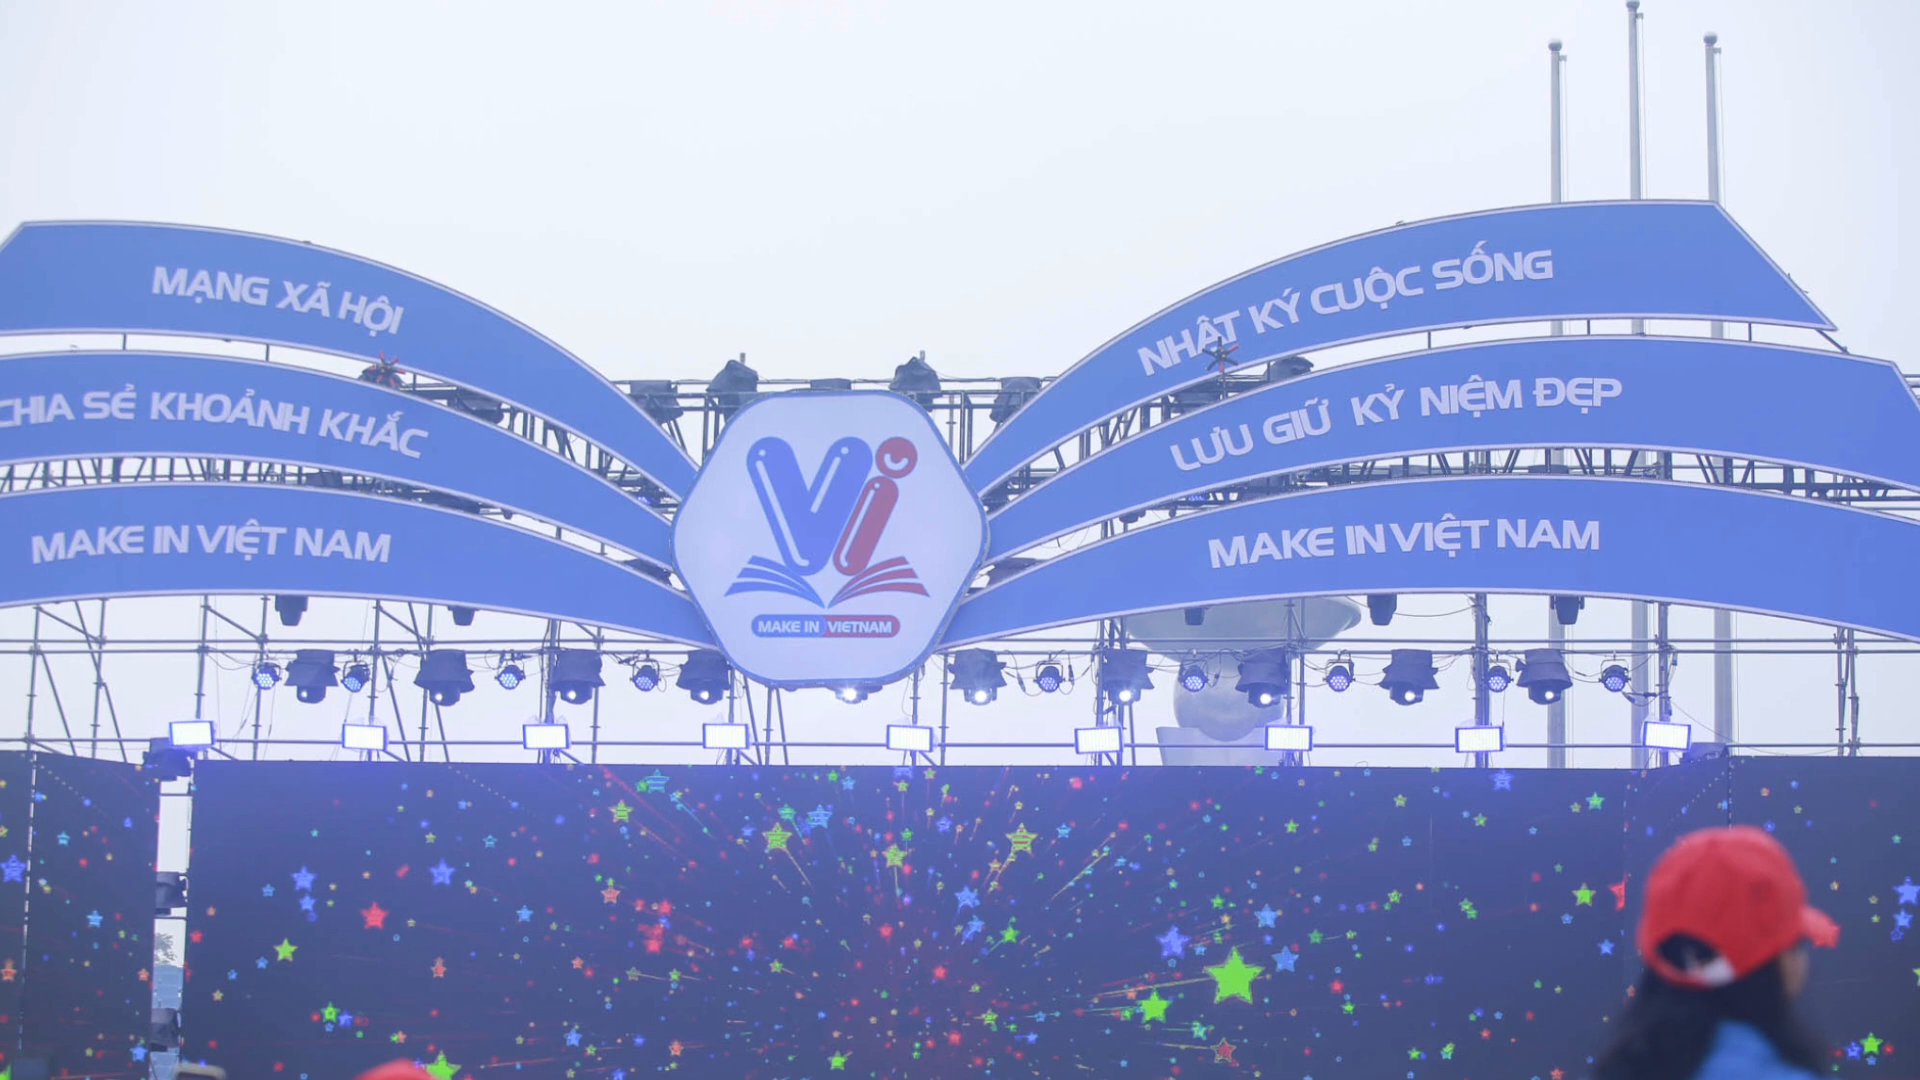 MẠNG XÃ HỘI
CHIA SẺ KHOẢNH KHẮC
MAKE IN VIỆT NAM
Vi
MAKE IN VIETNAM
NHẬT KÝ CUỘC SỐNG
LƯU GIỮ KỶ NIỆM ĐẸP
MAKE IN VIỆT NAM